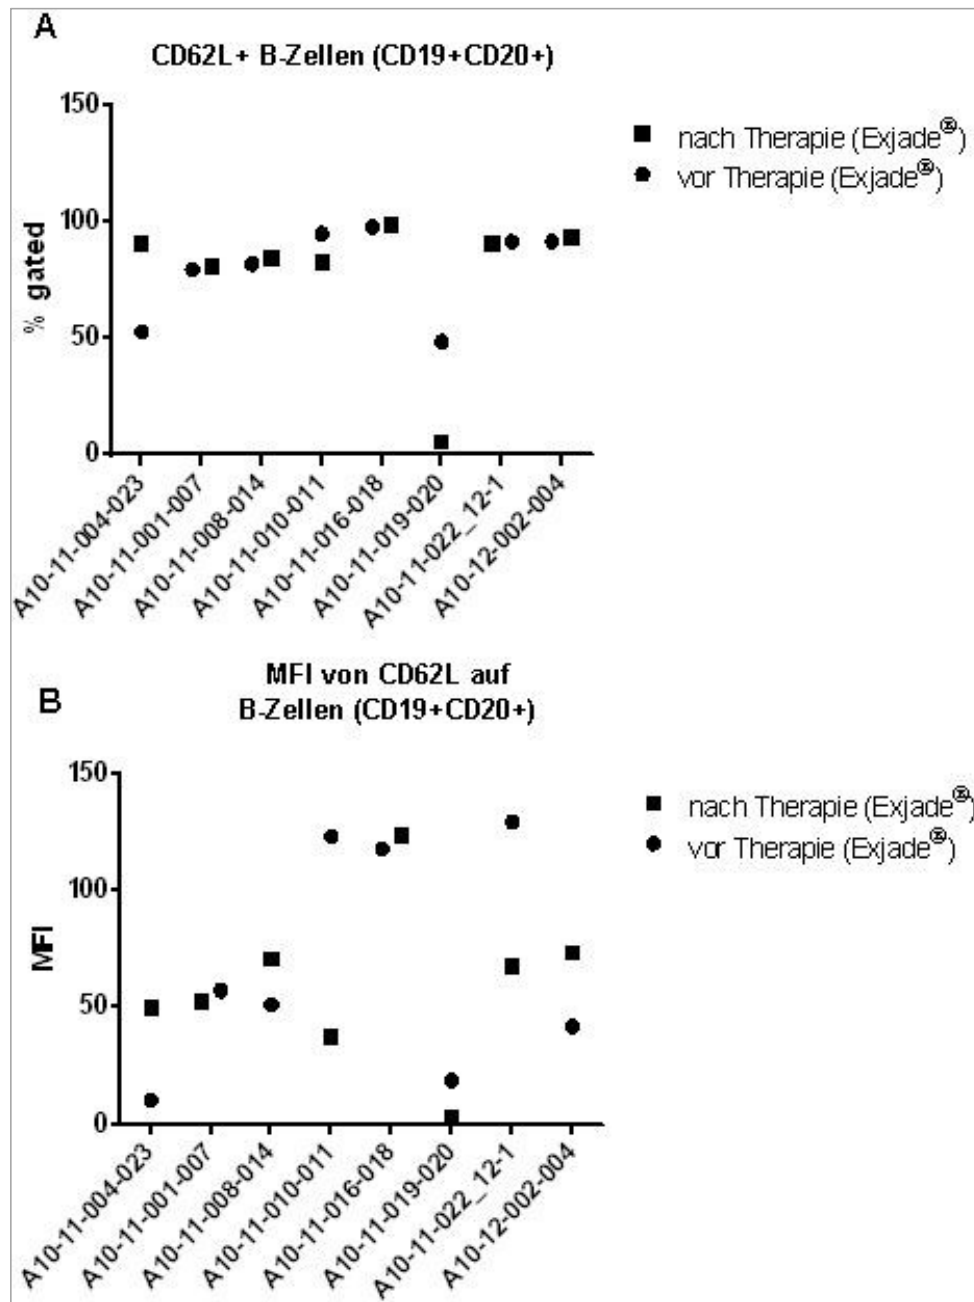 A
CD62L+ B-Zellen (CD19+CD20+)
150
100
50
0
% gated
nach Therapie (Exjade®)
vor Therapie (Exjade®)
A10-11-004-023
A10-11-001-007
A10-11-008-014
A10-11-010-011
A10-11-016-018
A10-11-019-020
A10-11-022_12-1
A10-12-002-004
B
MFI von CD62L auf
B-Zellen (CD19+CD20+)
150
100
50
0
MFI
nach Therapie (Exjade®)
vor Therapie (Exjade®)
A10-11-004-023
A10-11-001-007
A10-11-008-014
A10-11-010-011
A10-11-016-018
A10-11-019-020
A10-11-022_12-1
A10-12-002-004